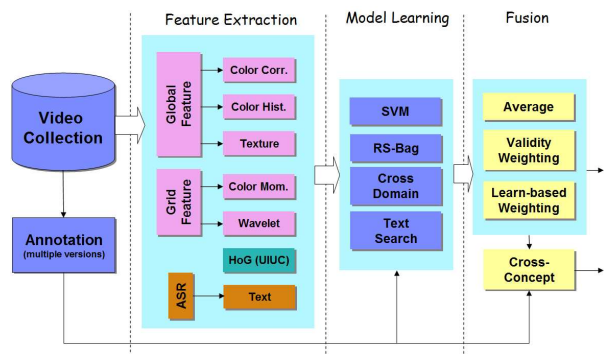 Feature Extraction
Model Learning
Fusion
Video
Collection
Annotation
(multiple versions)
Global
Feature
Color Corr.
Color Hist.
Texture
Grid
Feature
Color Mom.
Wavelet
HoG (UIUC)
ASR
Text
SVM
RS-Bag
Cross
Domain
Text
Search
Average
Validity
Weighting
Learn-based
Weighting
Cross-
Concept